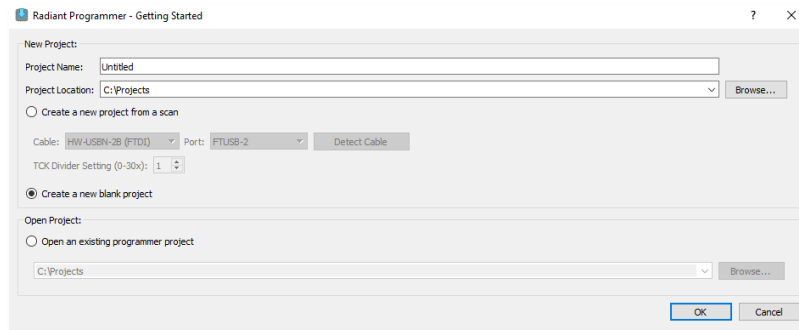 Radiant Programmer - Getting Started ? X
New Project:
Project Name: Untitled
Project Location: C:\Projects Browse...
Create a new project from a scan
Cable: HW-USBN-2B (FTDI) Port: FTUSB-2 Detect Cable
TCK Divider Setting (0-30x): 1
Create a new blank project
Open Project:
Open an existing programmer project
C:\Projects Browse...
OK Cancel